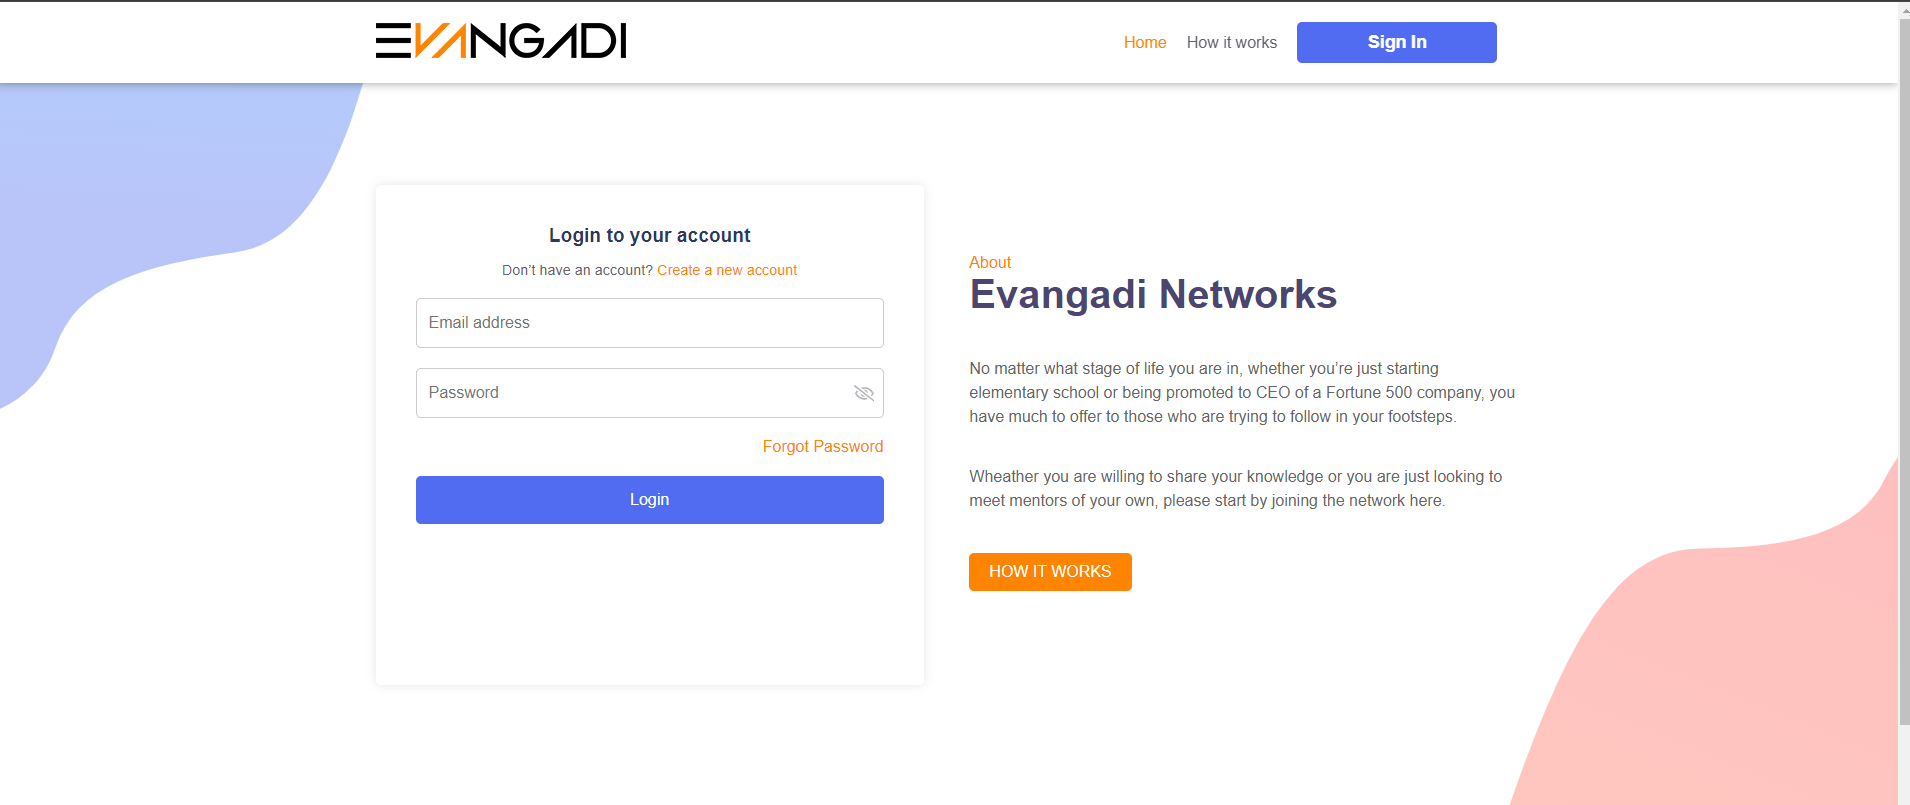 EVANGADI
Home
How it works
Sign In
Login to your account
Don’t have an account? Create a new account
Email address
Password
Forgot Password
Login
About
Evangadi Networks
No matter what stage of life you are in, whether you’re just starting
elementary school or being promoted to CEO of a Fortune 500 company, you
have much to offer to those who are trying to follow in your footsteps.
Wheather you are willing to share your knowledge or you are just looking to
meet mentors of your own, please start by joining the network here.
HOW IT WORKS